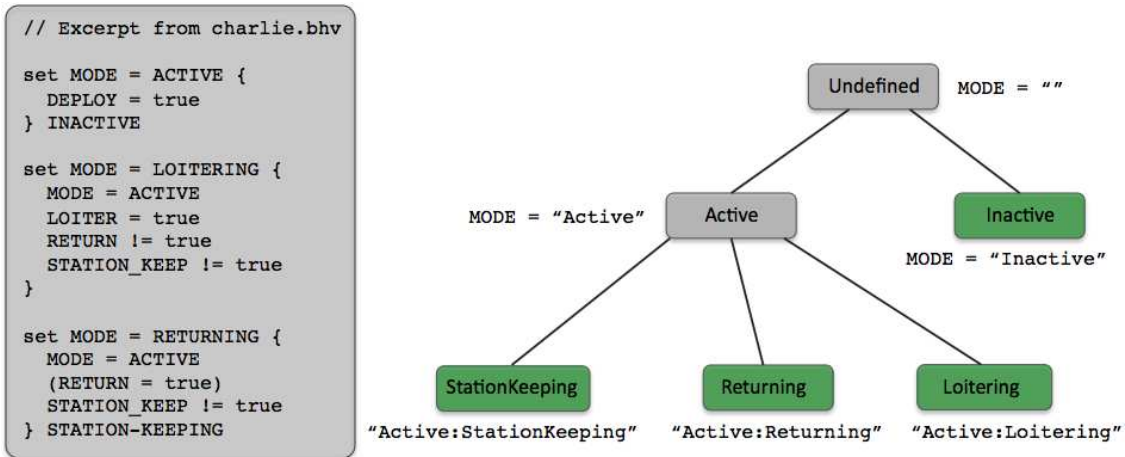 // Excerpt from charlie.bhv
set MODE = ACTIVE {
DEPLOY = true
} INACTIVE
set MODE = LOITERING {
MODE = ACTIVE
LOITER = true
RETURN != true
STATION_KEEP != true
}
set MODE = RETURNING {
MODE = ACTIVE
(RETURN = true)
STATION_KEEP != true
} STATION-KEEPING
Undefined
MODE = “”
MODE = “Active”
Active
Inactive
MODE = “Inactive”
StationKeeping
Returning
Loitering
“Active:StationKeeping”
“Active:Returning”
“Active:Loitering”